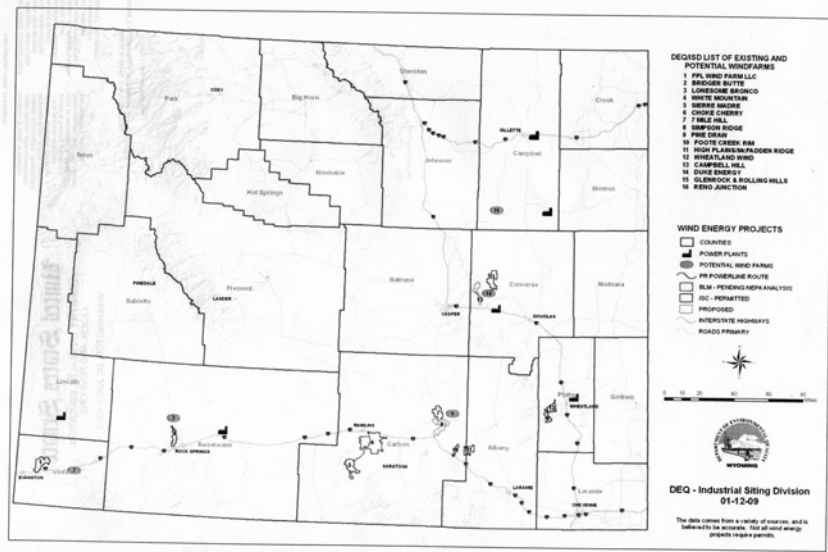 DEQ/ISD LIST OF EXISTING AND
POTENTIAL WINDFARMS
1 FPL WIND FARM LLC
2 BRIDGER BUTTE
3 LONESOME BRONCO
4 WHITE MOUNTAIN
5 SIERRE MADRE
6 CHOKE CHERRY
7 7 MILE HILL
8 SIMPSON RIDGE
9 PINE DRAW
10 FOOTE CREEK RIM
11 HIGH PLAINS/McFADDEN RIDGE
12 WHEATLAND WIND
13 CAMPBELL HILL
14 DUKE ENERGY
15 GLENROCK & ROLLING HILLS
16 RENO JUNCTION
WIND ENERGY PROJECTS
COUNTIES
POWER PLANTS
POTENTIAL WIND FARMS
PR POWERLINE ROUTE
BLM - PENDING NEPA ANALYSIS
ISC - PERMITTED
PROPOSED
INTERSTATE HIGHWAYS
ROADS PRIMARY
0 10 20 40 60 80
Miles
WYOMING
DEQ - Industrial Siting Division
01-12-09
The data comes from a variety of sources, and is
believed to be accurate. Not all wind energy
projects require permits.
Park
CODY
Big Horn
Sheridan
Crook
Johnson
GILLETTE
Campbell
Teton
Washakie
Hot Springs
Weston
16
PINEDALE
Sublette
Fremont
LANDER
Natrona
CASPER
Converse
DOUGLAS
Niobrara
Lincoln
Sweetwater
ROCK SPRINGS
RAWLINS
Carbon
SARATOGA
Albany
LARAMIE
Platte
WHEATLAND
Goshen
Uinta
EVANSTON
Laramie
CHEYENNE